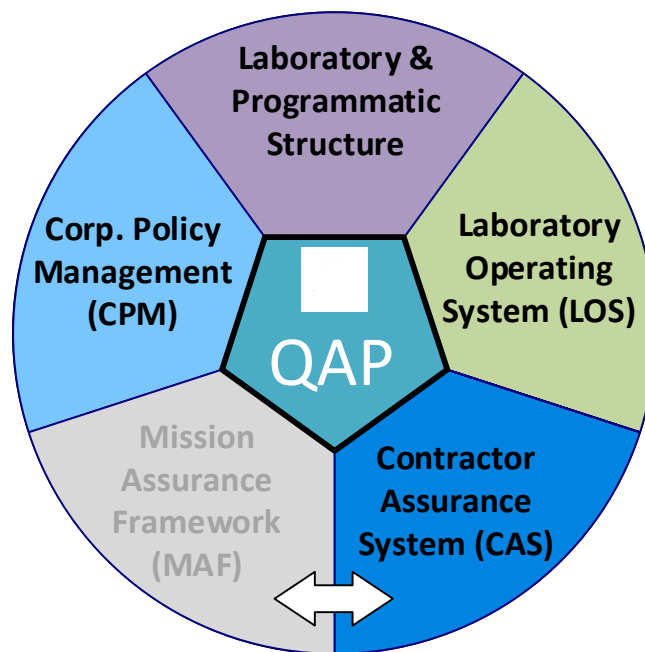 Laboratory &
Programmatic
Structure
Corp. Policy
Management
(CPM)
Laboratory
Operating
System (LOS)
QAP
Mission
Assurance
Framework
(MAF)
Contractor
Assurance
System (CAS)